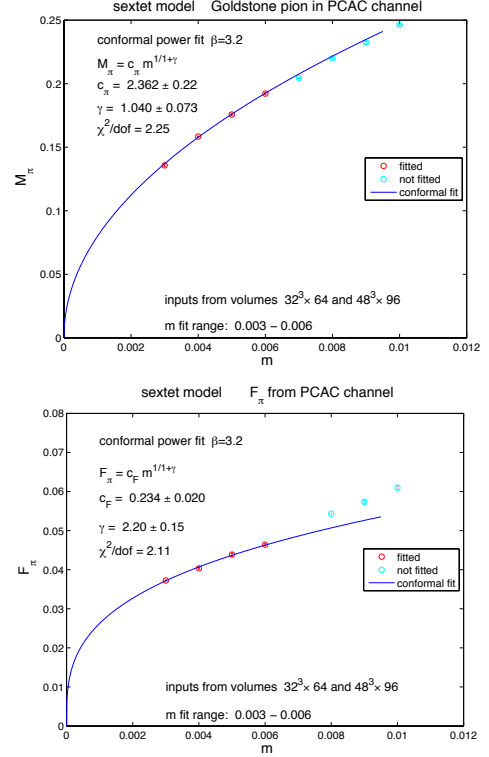 sextet model Goldstone pion in PCAC channel
0.25
conformal power fit β=3.2
M_π = c_π m^{1/1+γ}
0.2
c_π = 2.362 ± 0.22
γ = 1.040 ± 0.073
χ²/dof = 2.25
0.15
M_π
fitted
not fitted
conformal fit
0.1
0.05
inputs from volumes 32³× 64 and 48³× 96
m fit range: 0.003 – 0.006
0
0 0.002 0.004 0.006 0.008 0.01 0.012
m
sextet model F_π from PCAC channel
0.08
conformal power fit β=3.2
0.07
F_π = c_F m^{1/1+γ}
0.06
c_F = 0.234 ± 0.020
γ = 2.20 ± 0.15
0.05
χ²/dof = 2.11
F_π
0.04
fitted
not fitted
conformal fit
0.03
0.02
0.01
inputs from volumes 32³× 64 and 48³× 96
m fit range: 0.003 – 0.006
0
0 0.002 0.004 0.006 0.008 0.01 0.012
m